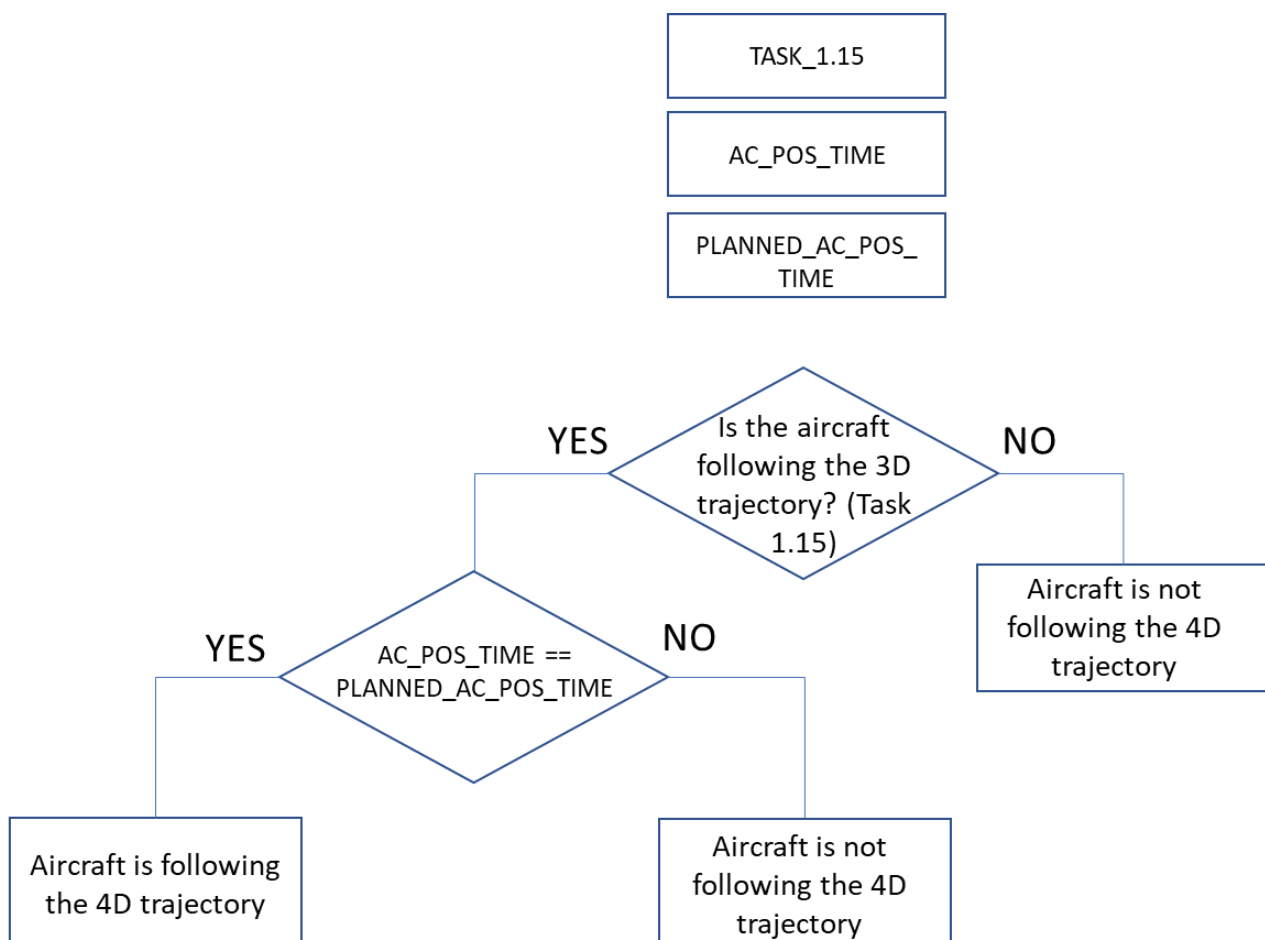 TASK_1.15
AC_POS_TIME
PLANNED_AC_POS_
TIME
YES
Is the aircraft
following the 3D
trajectory? (Task
1.15)
NO
Aircraft is not
following the 4D
trajectory
YES
AC_POS_TIME ==
PLANNED_AC_POS_TIME
NO
Aircraft is following
the 4D trajectory
Aircraft is not
following the 4D
trajectory